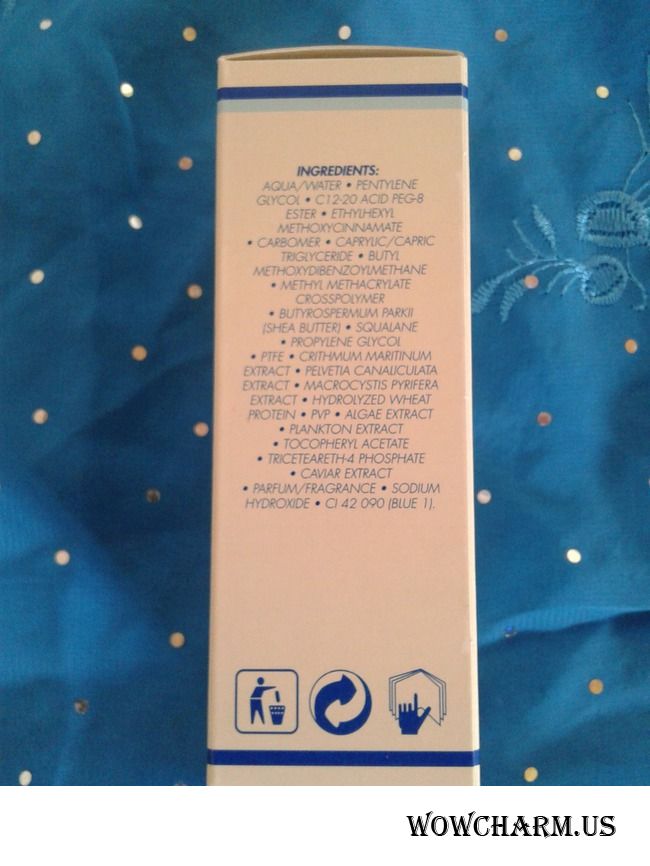 INGREDIENTS:
AQUA/WATER • PENTYLENE
GLYCOL • C12-20 ACID PEG-8
ESTER • ETHYLHEXYL
METHOXYCINNAMATE
• CARBOMER • CAPRYLIC/CAPRIC
TRIGLYCERIDE • BUTYL
METHOXYDIBENZOYLMETHANE
• METHYL METHACRYLATE
CROSSPOLYMER
• BUTYROSPERMUM PARKII
(SHEA BUTTER) • SQUALANE
• PROPYLENE GLYCOL
• PTFE • CRITHMUM MARITINUM
EXTRACT • PELVETIA CANALICULATA
EXTRACT • MACROCYSTIS PYRIFERA
EXTRACT • HYDROLYZED WHEAT
PROTEIN • PVP • ALGAE EXTRACT
• PLANKTON EXTRACT
• TOCOPHERYL ACETATE
• TRICETEARETH-4 PHOSPHATE
• CAVIAR EXTRACT
• PARFUM/FRAGRANCE • SODIUM
HYDROXIDE • CI 42 090 (BLUE 1).
WOWCHARM.US